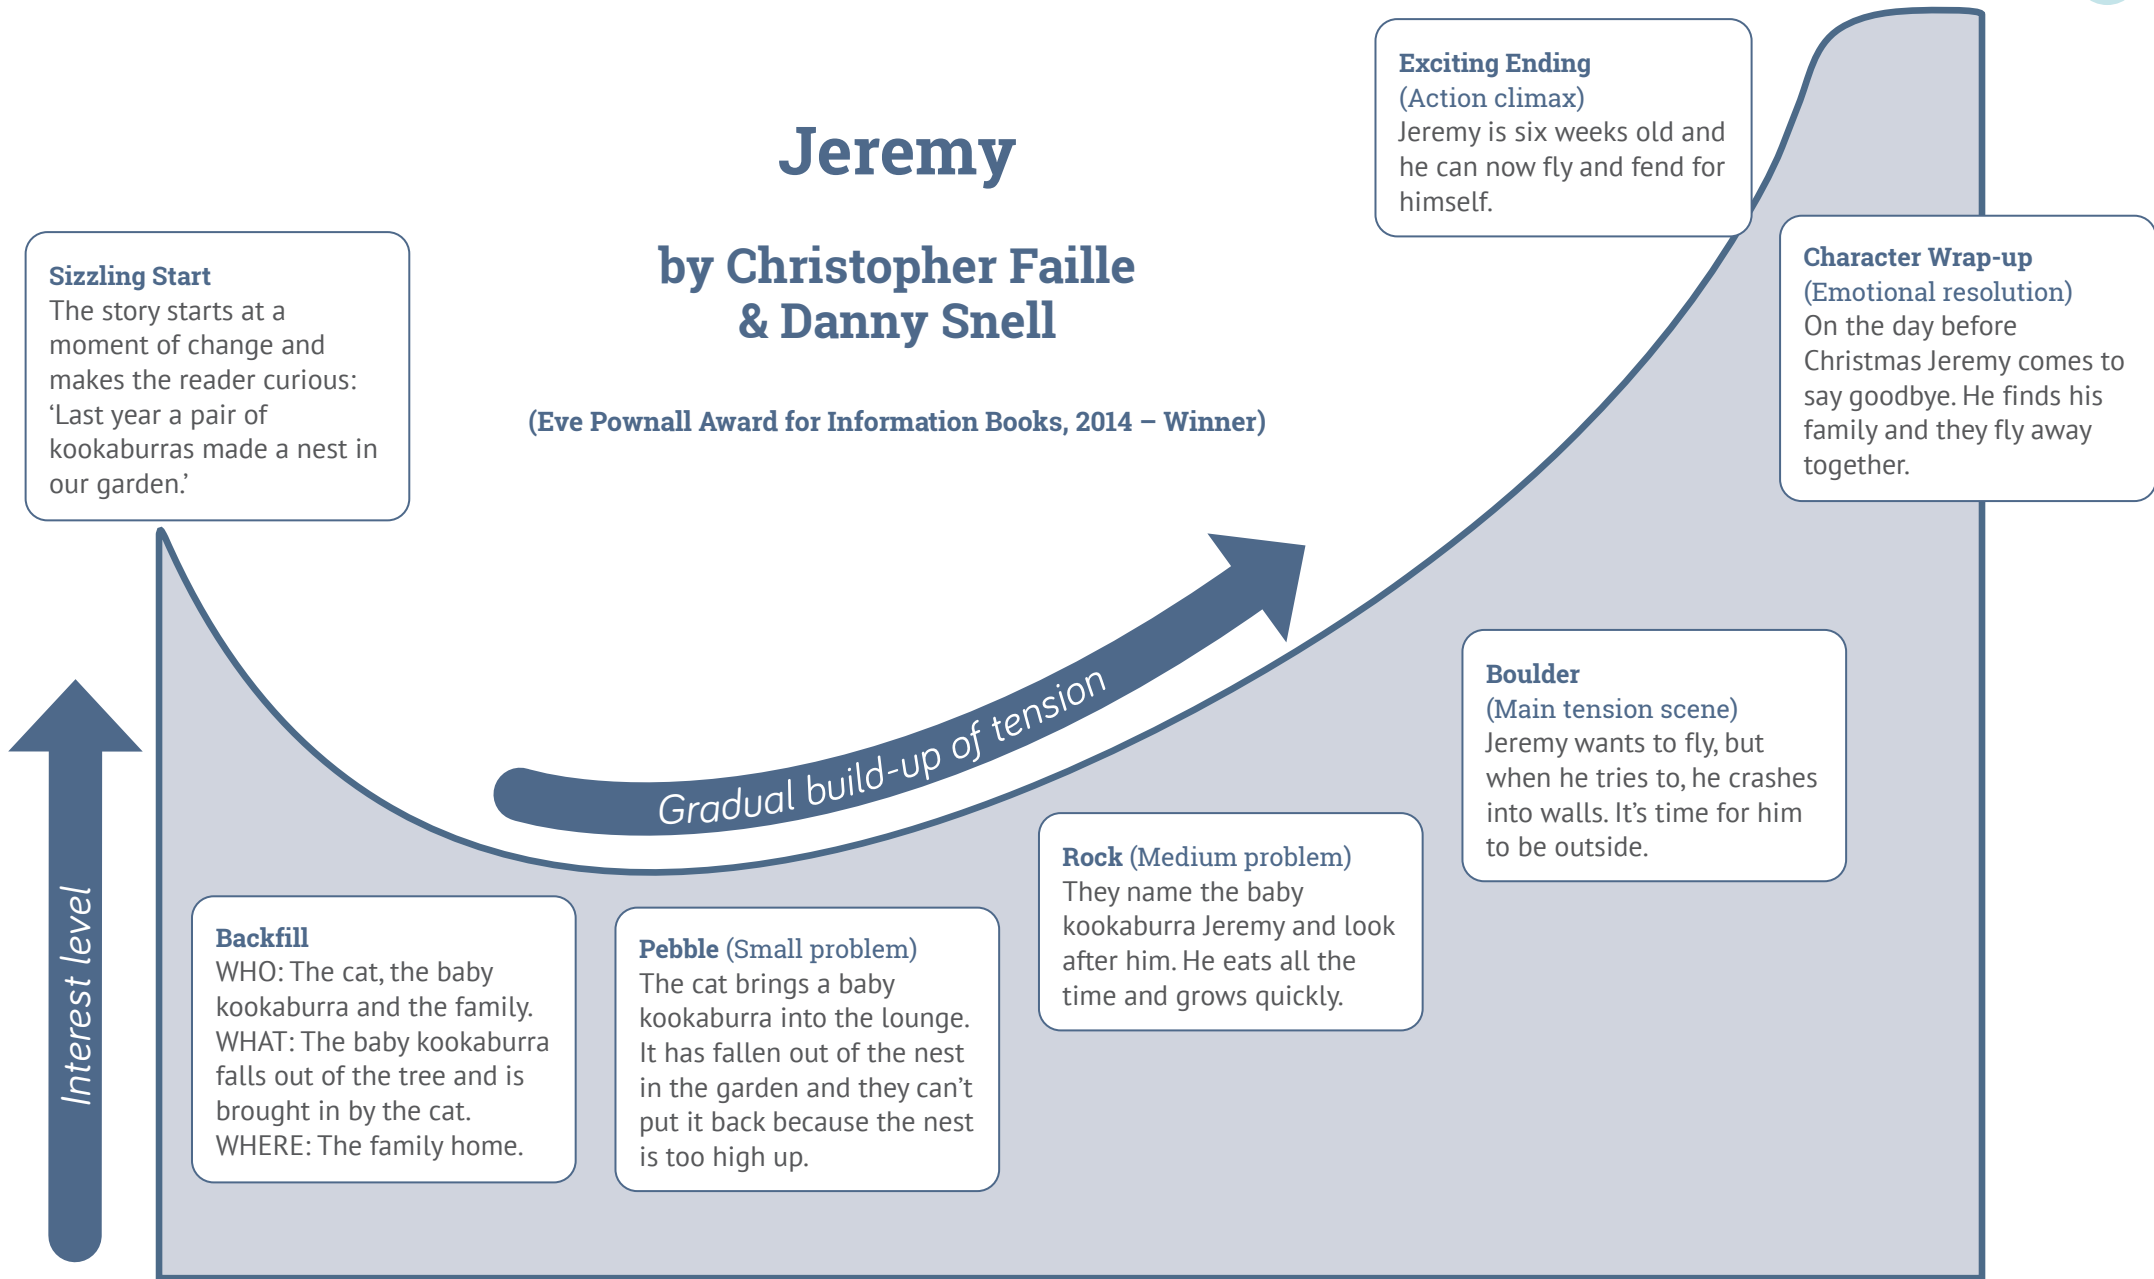 Jeremy
by Christopher Faille
& Danny Snell
(Eve Pownall Award for Information Books, 2014 – Winner)
Sizzling Start
The story starts at a
moment of change and
makes the reader curious:
‘Last year a pair of
kookaburras made a nest in
our garden.’
Interest level
Backfill
WHO: The cat, the baby
kookaburra and the family.
WHAT: The baby kookaburra
falls out of the tree and is
brought in by the cat.
WHERE: The family home.
Gradual build-up of tension
Pebble (Small problem)
The cat brings a baby
kookaburra into the lounge.
It has fallen out of the nest
in the garden and they can’t
put it back because the nest
is too high up.
Rock (Medium problem)
They name the baby
kookaburra Jeremy and look
after him. He eats all the
time and grows quickly.
Boulder
(Main tension scene)
Jeremy wants to fly, but
when he tries to, he crashes
into walls. It’s time for him
to be outside.
Exciting Ending
(Action climax)
Jeremy is six weeks old and
he can now fly and fend for
himself.
Character Wrap-up
(Emotional resolution)
On the day before
Christmas Jeremy comes to
say goodbye. He finds his
family and they fly away
together.